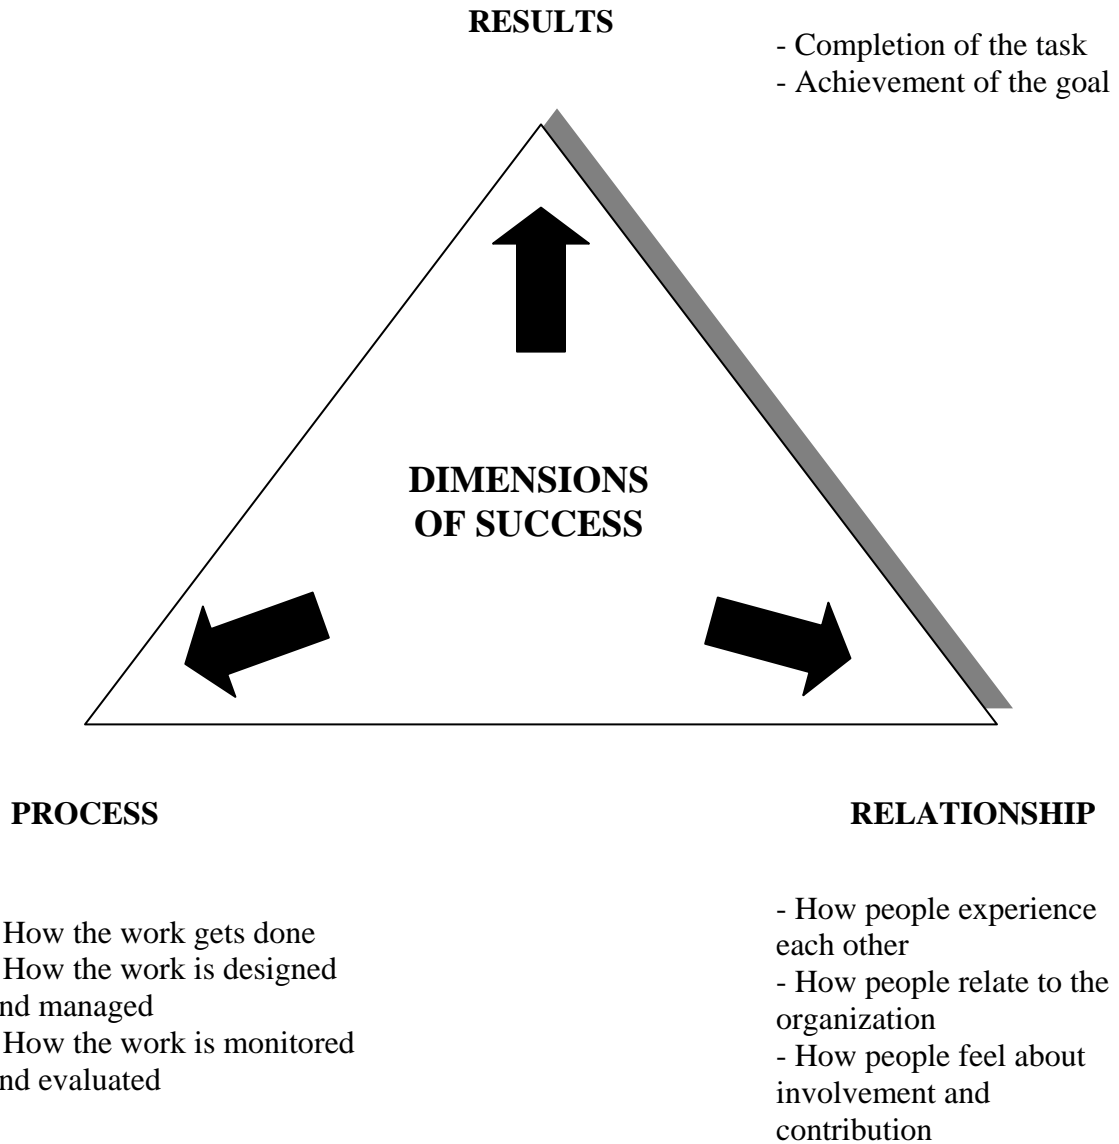 RESULTS
- Completion of the task
- Achievement of the goal
DIMENSIONS
OF SUCCESS
PROCESS
How the work gets done
How the work is designed
nd managed
How the work is monitored
nd evaluated
RELATIONSHIP
- How people experience
each other
- How people relate to the
organization
- How people feel about
involvement and
contribution